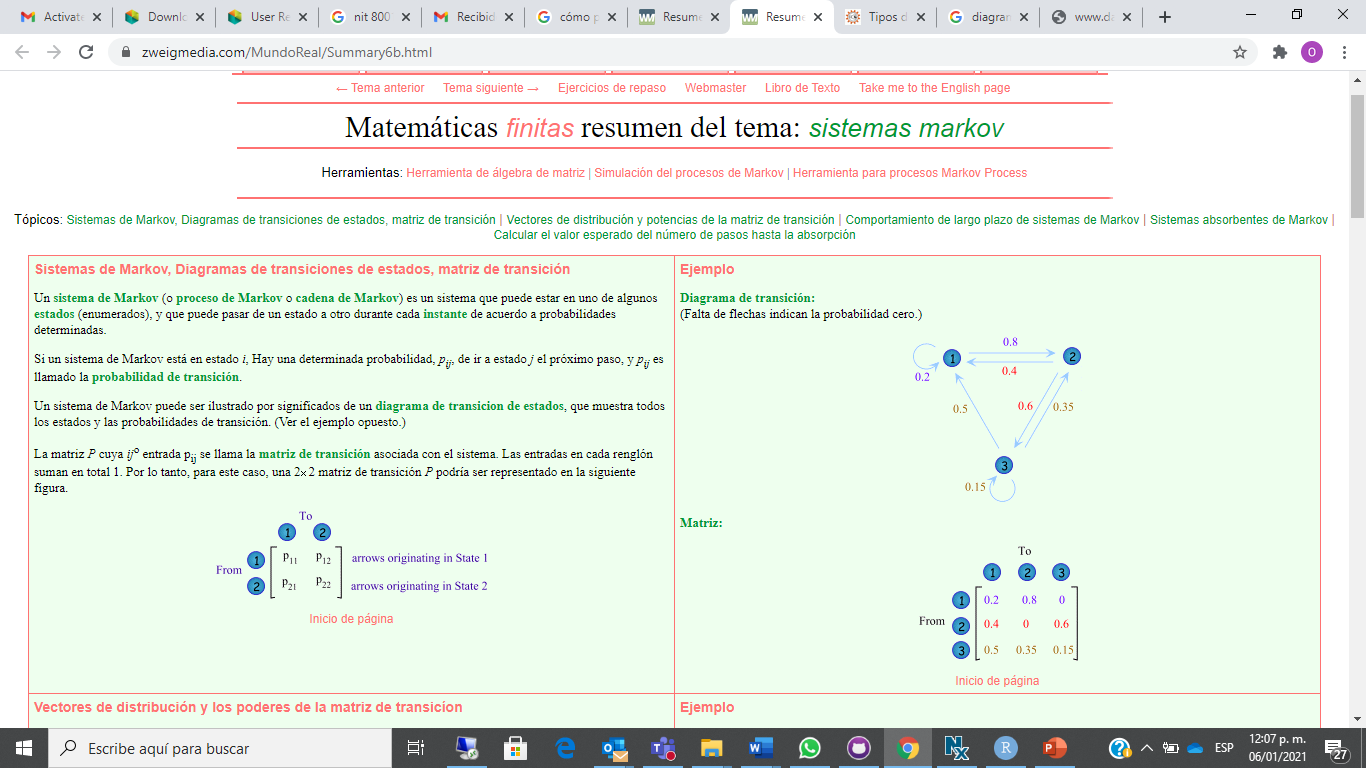 Activate
Downlo
User Re
nit 800
Recibid
cómo p
Resume
Resume
Tipos d
diagran
www.da
zweigmedia.com/MundoReal/Summary6b.html
O
← Tema anterior Tema siguiente → Ejercicios de repaso Webmaster Libro de Texto Take me to the English page
Matemáticas finitas resumen del tema: sistemas markov
Herramientas: Herramienta de álgebra de matriz | Simulación del procesos de Markov | Herramienta para procesos Markov Process
Tópicos: Sistemas de Markov, Diagramas de transiciones de estados, matriz de transición | Vectores de distribución y potencias de la matriz de transición | Comportamiento de largo plazo de sistemas de Markov | Sistemas absorbentes de Markov |
Calcular el valor esperado del número de pasos hasta la absorpción
Sistemas de Markov, Diagramas de transiciones de estados, matriz de transición
Un sistema de Markov (o proceso de Markov o cadena de Markov) es un sistema que puede estar en uno de algunos
estados (enumerados), y que puede pasar de un estado a otro durante cada instante de acuerdo a probabilidades
determinadas.
Si un sistema de Markov está en estado i, Hay una determinada probabilidad, pij, de ir a estado j el próximo paso, y pij es
llamado la probabilidad de transición.
Un sistema de Markov puede ser ilustrado por significados de un diagrama de transicion de estados, que muestra todos
los estados y las probabilidades de transición. (Ver el ejemplo opuesto.)
La matriz P cuya ijº entrada pij se llama la matriz de transición asociada con el sistema. Las entradas en cada renglón
suman en total 1. Por lo tanto, para este caso, una 2×2 matriz de transición P podría ser representado en la siguiente
figura.
To
1 2
From
1 p11 p12 arrows originating in State 1
2 p21 p22 arrows originating in State 2
Inicio de página
Ejemplo
Diagrama de transición:
(Falta de flechas indican la probabilidad cero.)
0.8
1 2
0.4
0.2
0.5 0.6 0.35
3
0.15
Matriz:
To
1 2 3
1 0.2 0.8 0
From 2 0.4 0 0.6
3 0.5 0.35 0.15
Inicio de página
Vectores de distribución y los poderes de la matriz de transicion
Ejemplo
Escribe aquí para buscar
ESP
12:07 p. m.
06/01/2021
27